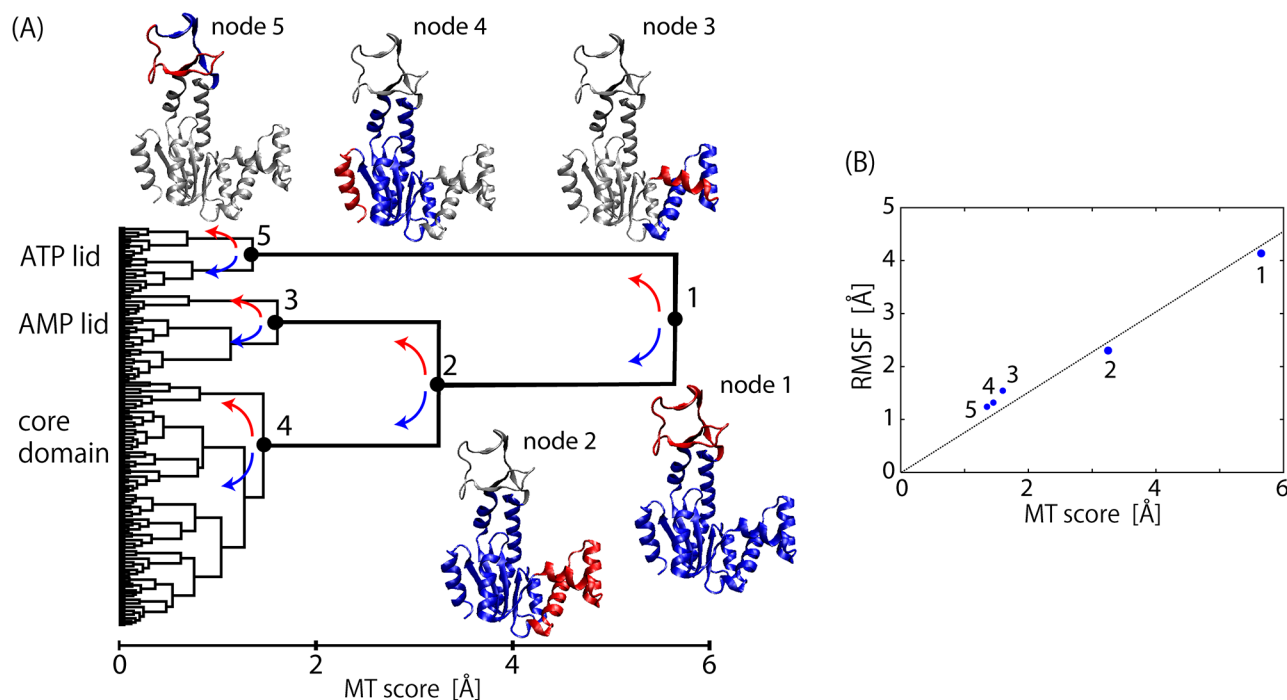 (A)
node 5
node 4
node 3
ATP lid
5
AMP lid
3
1
2
core
domain
4
node 2
node 1
0 2 4 6
MT score [Å]
(B)
5
4
3
2
1
0
RMSF [Å]
5 4 3
2
1
0 2 4 6
MT score [Å]